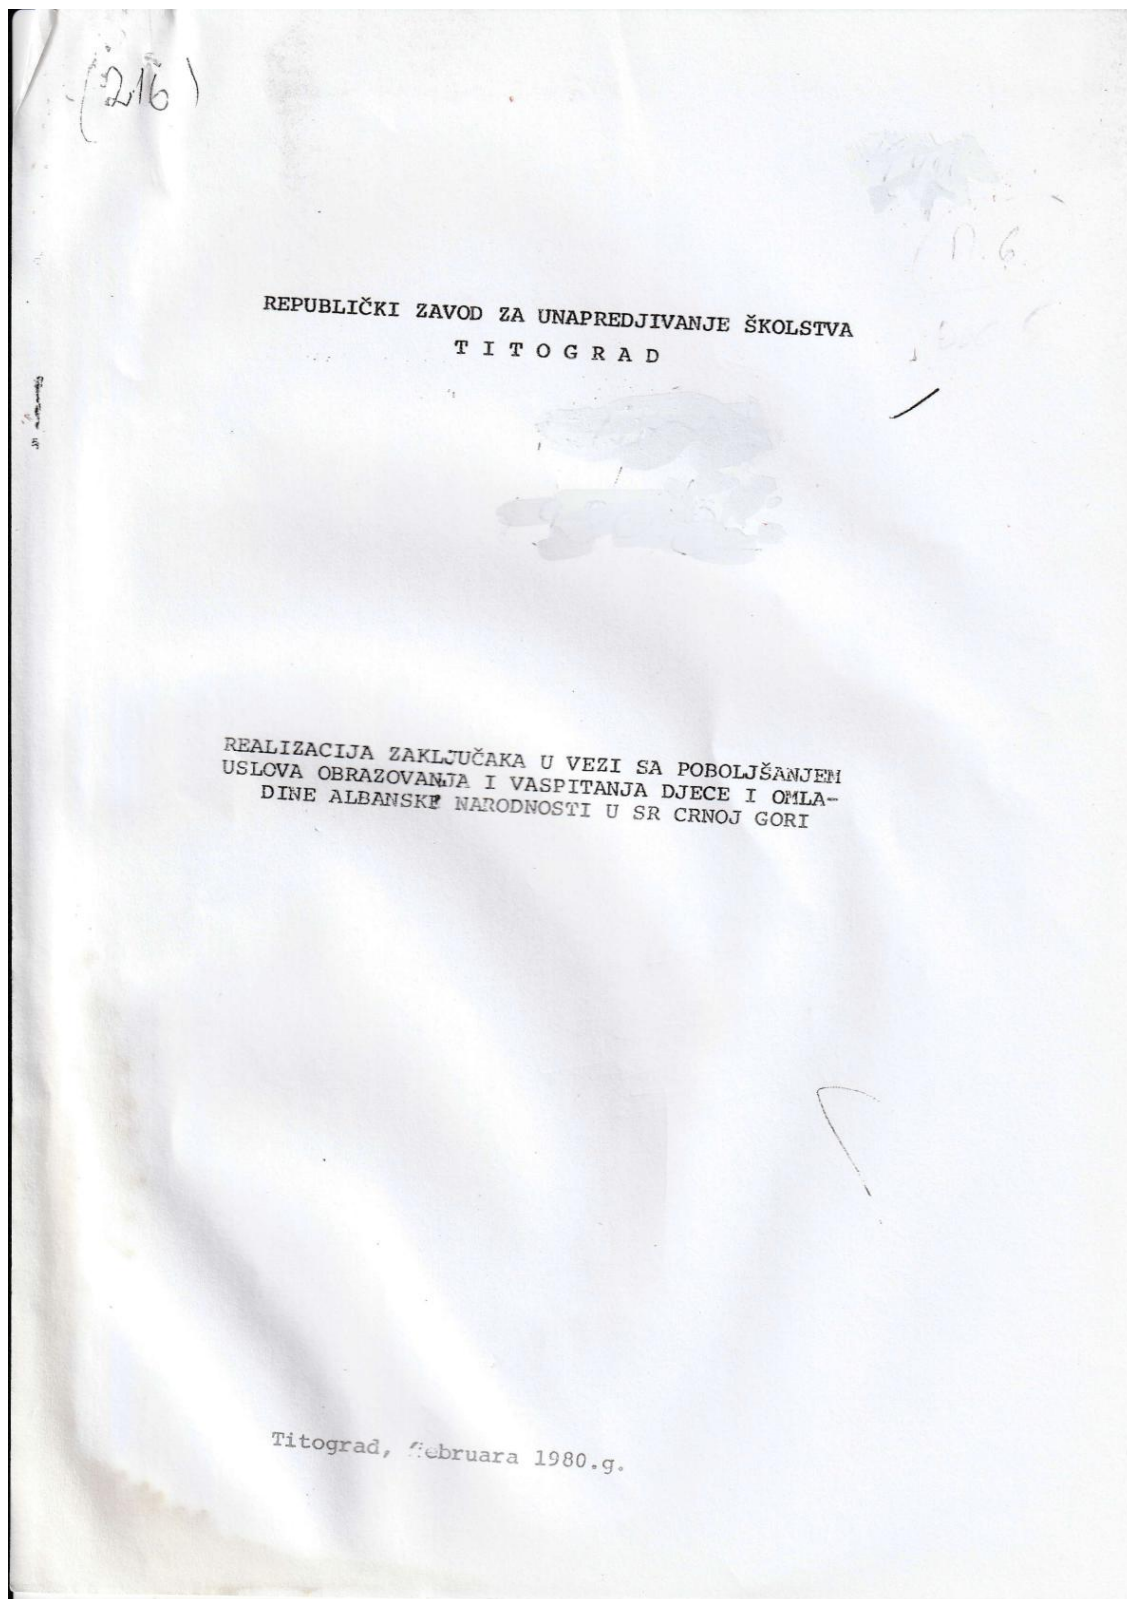 (216)
П. 6.
REPUBLIČKI ZAVOD ZA UNAPREDJIVANJE ŠKOLSTVA
T I T O G R A D
REALIZACIJA ZAKLJUČAKA U VEZI SA POBOLJŠANJEM
USLOVA OBRAZOVANJA I VASPITANJA DJECE I OMLA-
DINE ALBANSKE NARODNOSTI U SR CRNOJ GORI
Titograd, februara 1980.g.